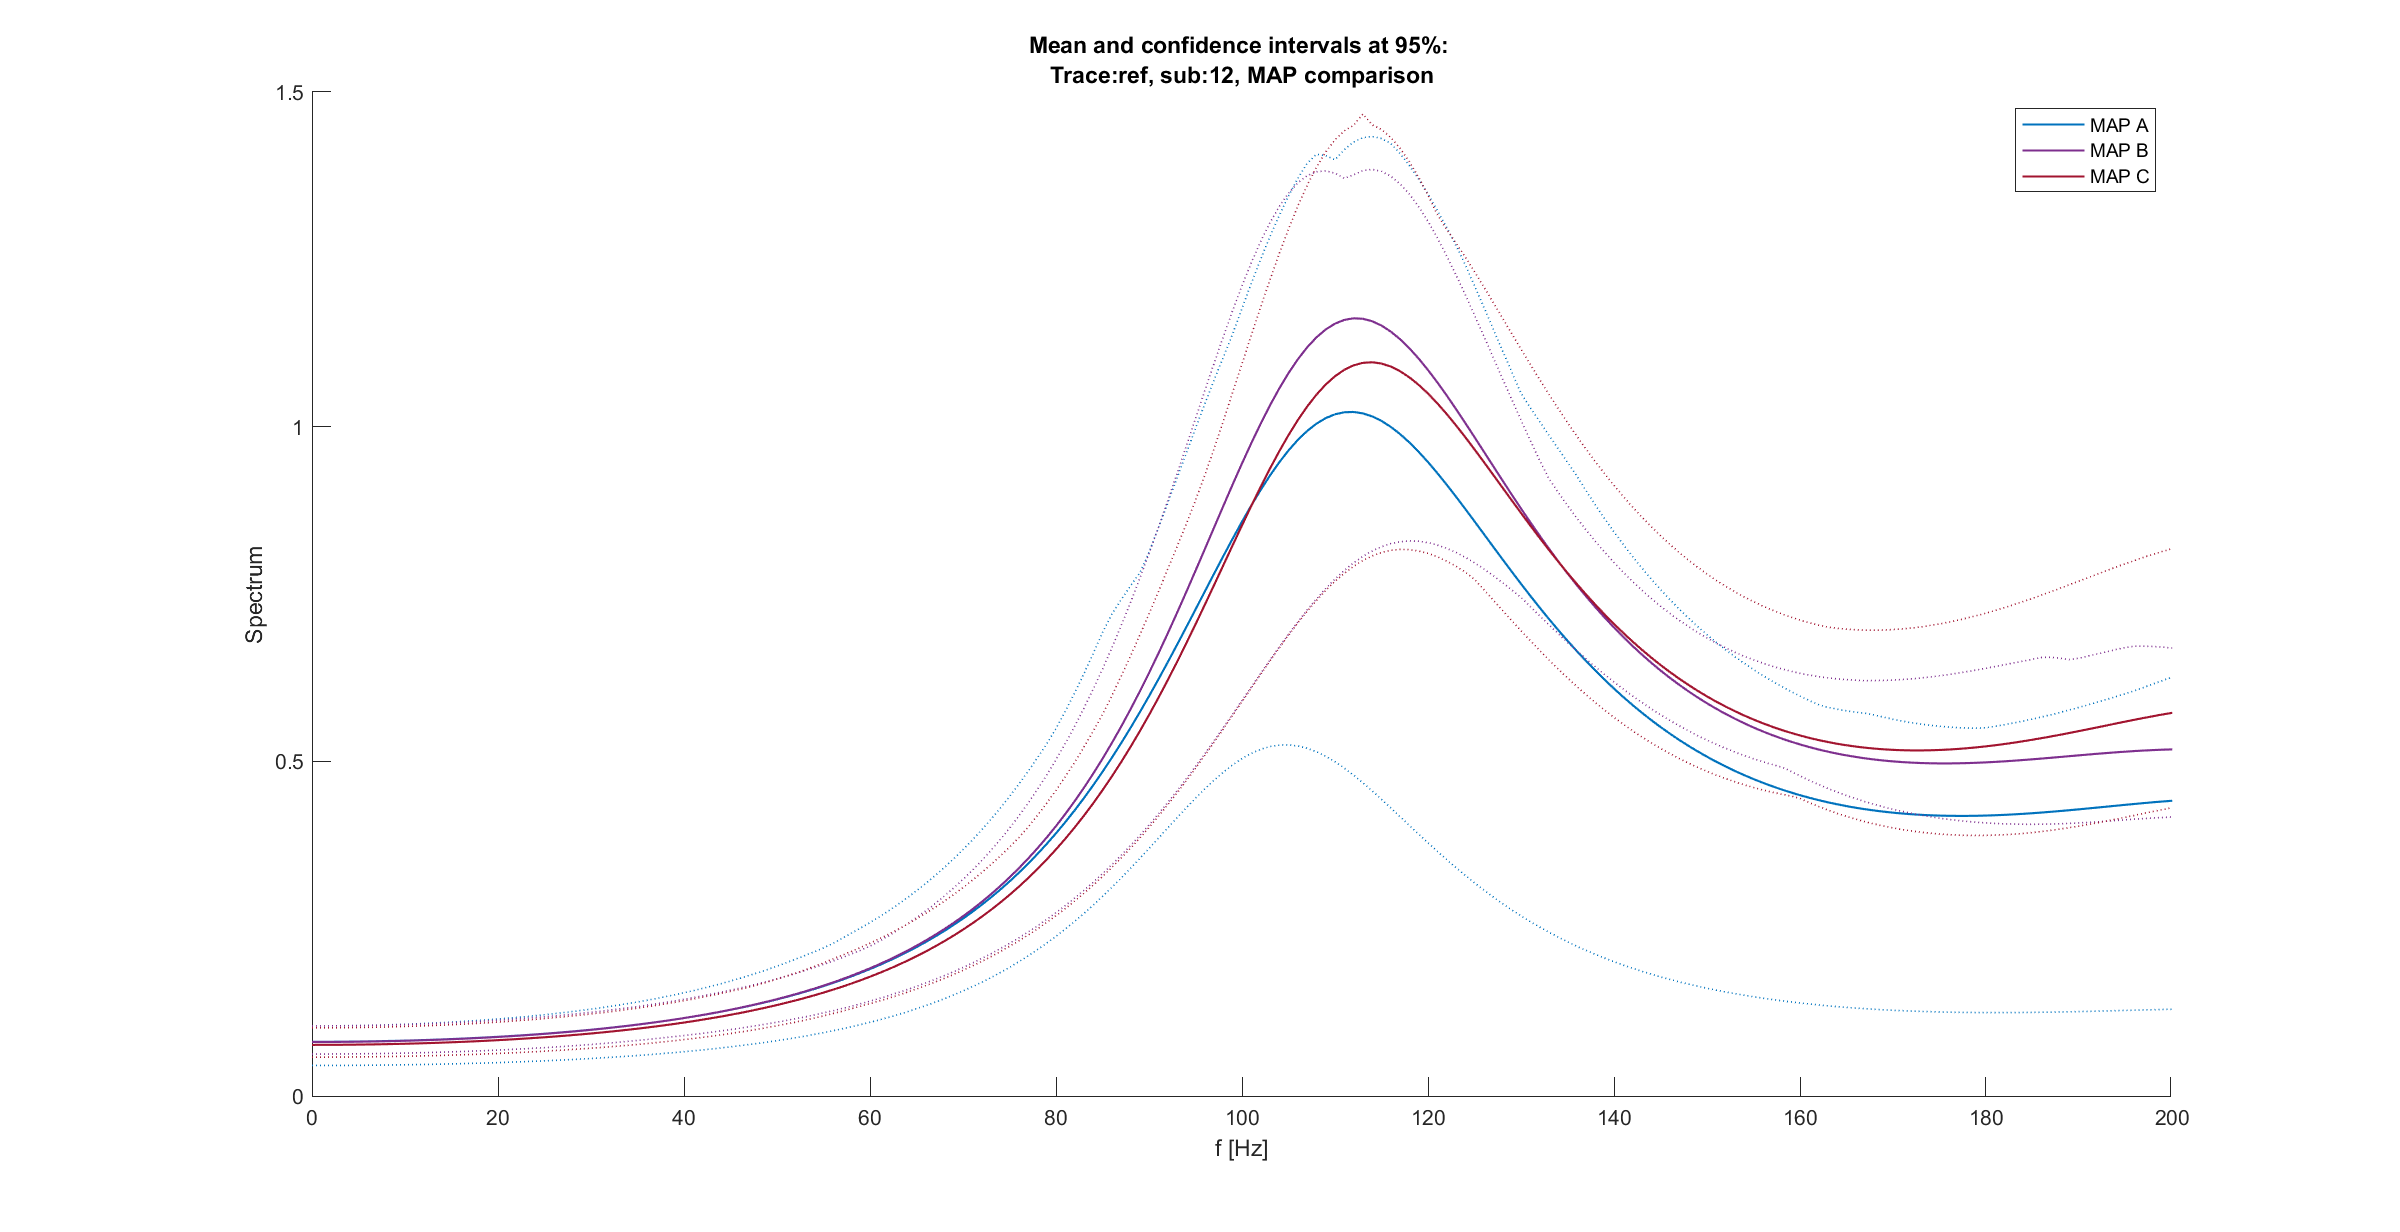 Mean and confidence intervals at 95%:
Trace:ref, sub:12, MAP comparison
1.5
1
0.5
0
Spectrum
MAP A
MAP B
MAP C
0 20 40 60 80 100 120 140 160 180 200
f [Hz]